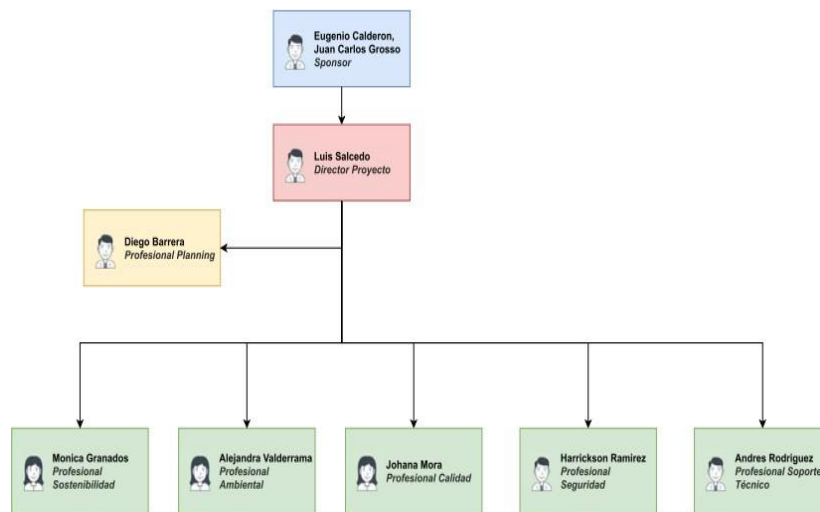 Eugenio Calderon,
Juan Carlos Grosso
Sponsor
Luis Salcedo
Director Proyecto
Diego Barrera
Profesional Planning
Monica Granados
Profesional
Sostenibilidad
Alejandra Valderrama
Profesional
Ambiental
Johana Mora
Profesional Calidad
Harrickson Ramirez
Profesional
Seguridad
Andres Rodriguez
Profesional Soporte
Técnico